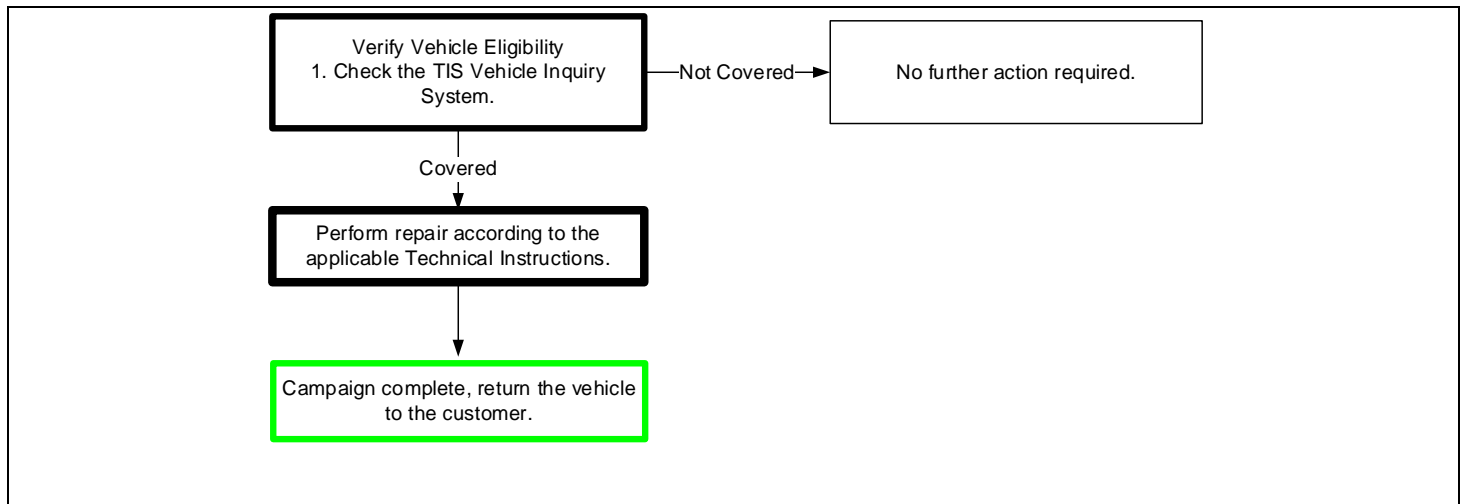 Verify Vehicle Eligibility
1. Check the TIS Vehicle Inquiry
System.
Not Covered
No further action required.
Covered
Perform repair according to the
applicable Technical Instructions.
Campaign complete, return the vehicle
to the customer.